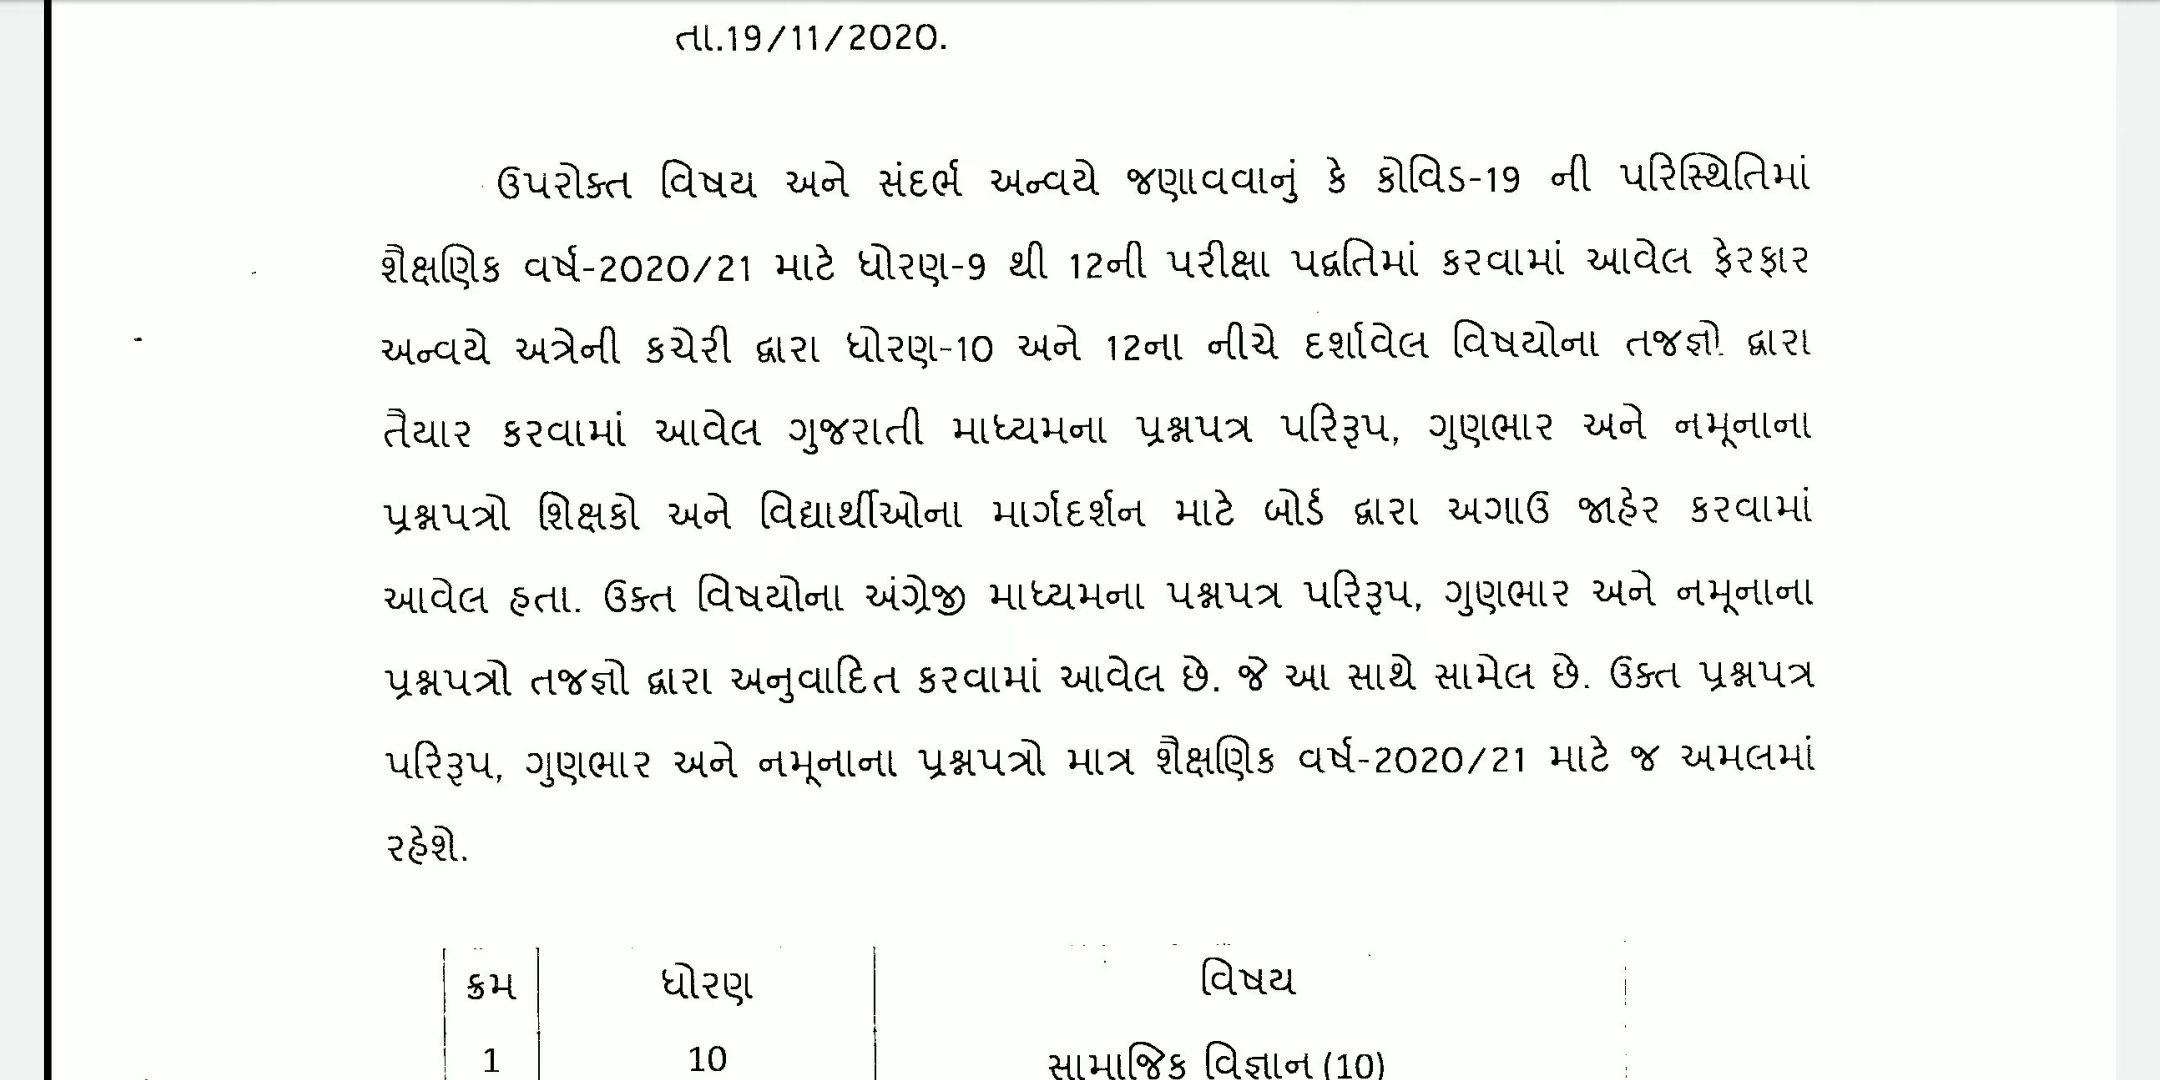 તા.19/11/2020.
ઉપરોક્ત વિષય અને સંદર્ભ અન્વયે જણાવવાનું કે કોવિડ-19 ની પરિસ્થિતિમાં
શૈક્ષણિક વર્ષ-2020/21 માટે ધોરણ-9 થી 12ની પરીક્ષા પદ્વતિમાં કરવામાં આવેલ ફેરફાર
અન્વયે અત્રેની કચેરી દ્વારા ધોરણ-10 અને 12ના નીચે દર્શાવેલ વિષયોના તજજ્ઞો દ્વારા
તૈયાર કરવામાં આવેલ ગુજરાતી માધ્યમના પ્રશ્નપત્ર પરિરૂપ, ગુણભાર અને નમૂનાના
પ્રશ્નપત્રો શિક્ષકો અને વિદ્યાર્થીઓના માર્ગદર્શન માટે બોર્ડ દ્વારા અગાઉ જાહેર કરવામાં
આવેલ હતા. ઉક્ત વિષયોના અંગ્રેજી માધ્યમના પશ્નપત્ર પરિરૂપ, ગુણભાર અને નમૂનાના
પ્રશ્નપત્રો તજજ્ઞો દ્વારા અનુવાદિત કરવામાં આવેલ છે. જે આ સાથે સામેલ છે. ઉક્ત પ્રશ્નપત્ર
પરિરૂપ, ગુણભાર અને નમૂનાના પ્રશ્નપત્રો માત્ર શૈક્ષણિક વર્ષ-2020/21 માટે જ અમલમાં
રહેશે.
ક્રમ ધોરણ વિષય
1 10 સામાજિક વિજ્ઞાન (10)